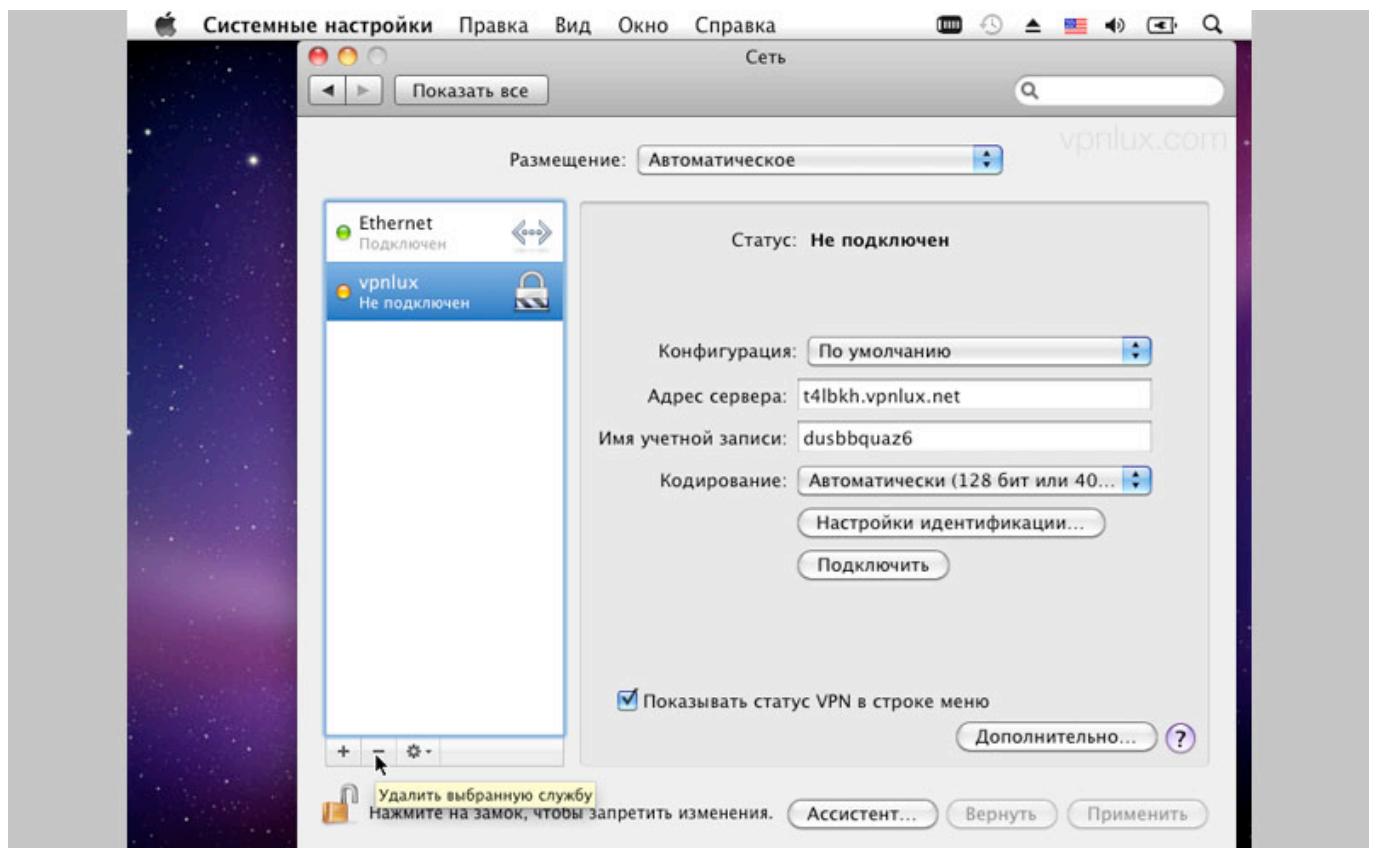 Системные настройки Правка Вид Окно Справка
Сеть
Показать все
vpnlux.com
Размещение: Автоматическое
Ethernet
Подключен
vpnlux
Не подключен
Статус: Не подключен
Конфигурация: По умолчанию
Адрес сервера: t4lbkh.vpnlux.net
Имя учетной записи: dusbbquaz6
Кодирование: Автоматически (128 бит или 40...
Настройки идентификации...
Подключить
Показывать статус VPN в строке меню
Дополнительно... ?
Удалить выбранную службу
Нажмите на замок, чтобы запретить изменения. Ассистент... Вернуть Применить